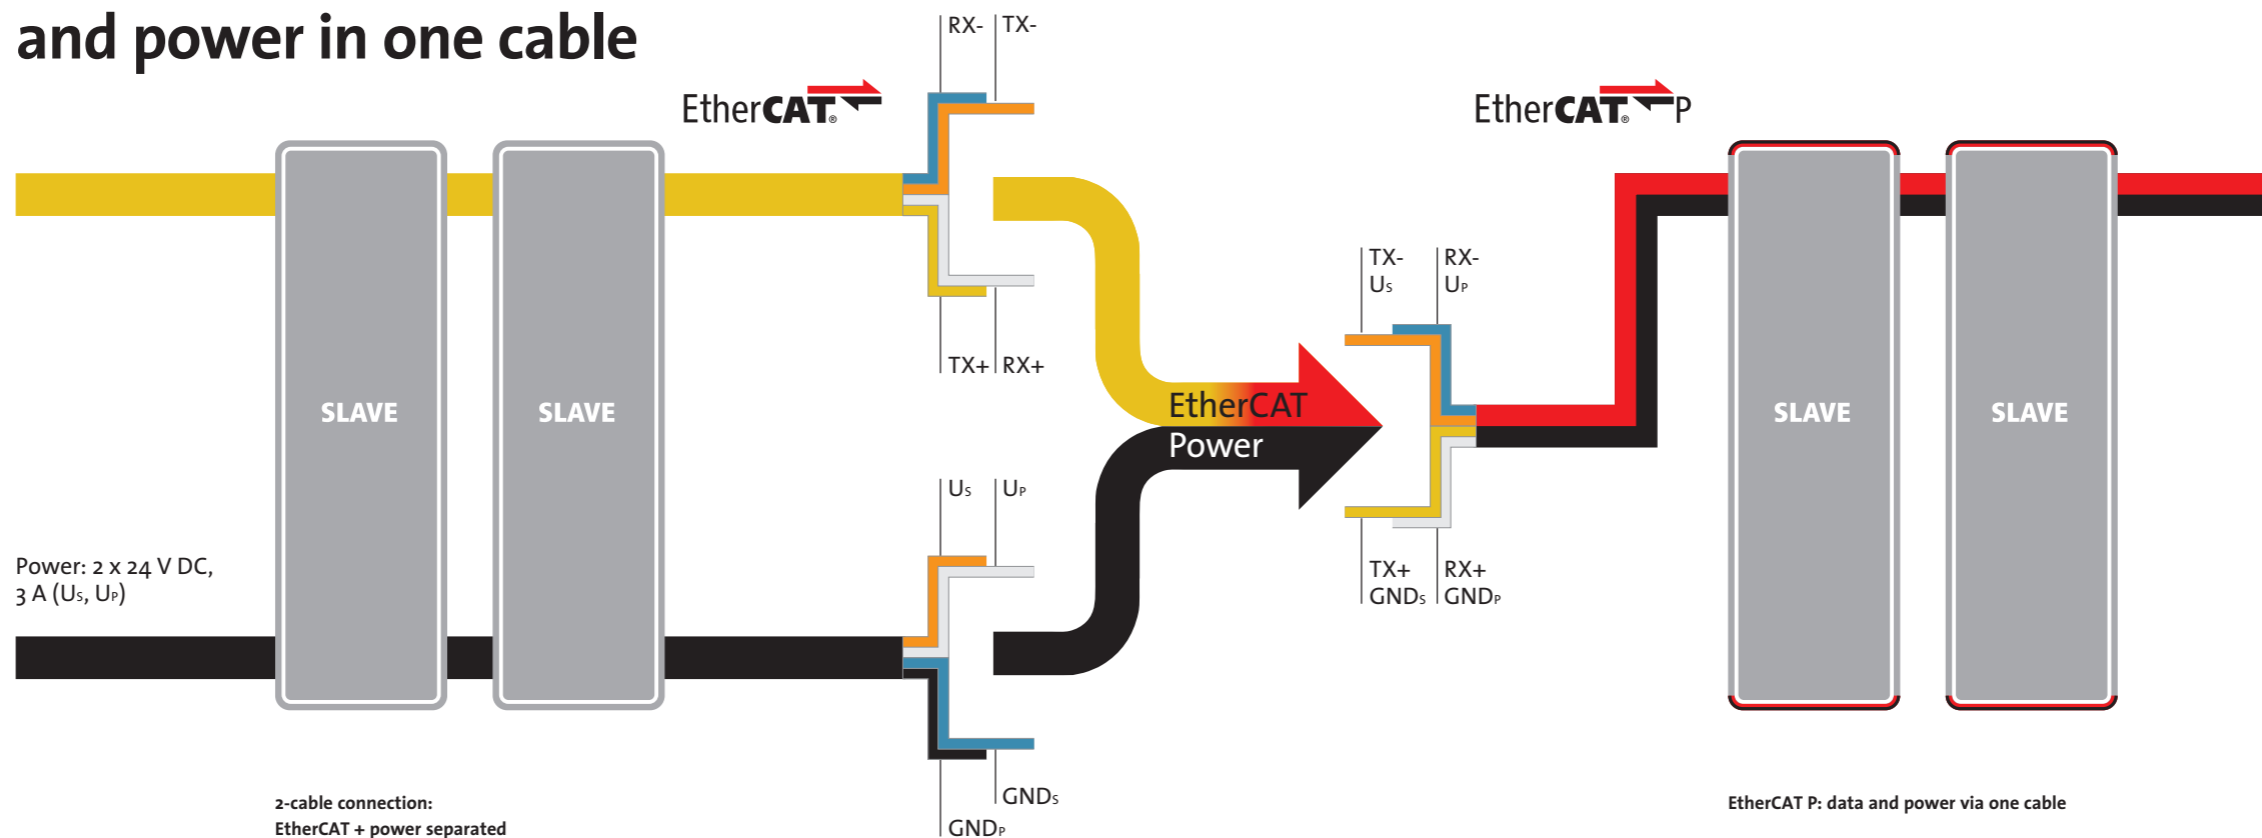 and power in one cable
RX- TX-
EtherCAT®
EtherCAT®P
TX+ RX+
TX- RX-
US UP
SLAVE
SLAVE
EtherCAT
Power
SLAVE
SLAVE
US UP
Power: 2 x 24 V DC,
3 A (US, UP)
TX+ RX+
GNDS GNDP
GNDS
GNDP
2-cable connection:
EtherCAT + power separated
EtherCAT P: data and power via one cable